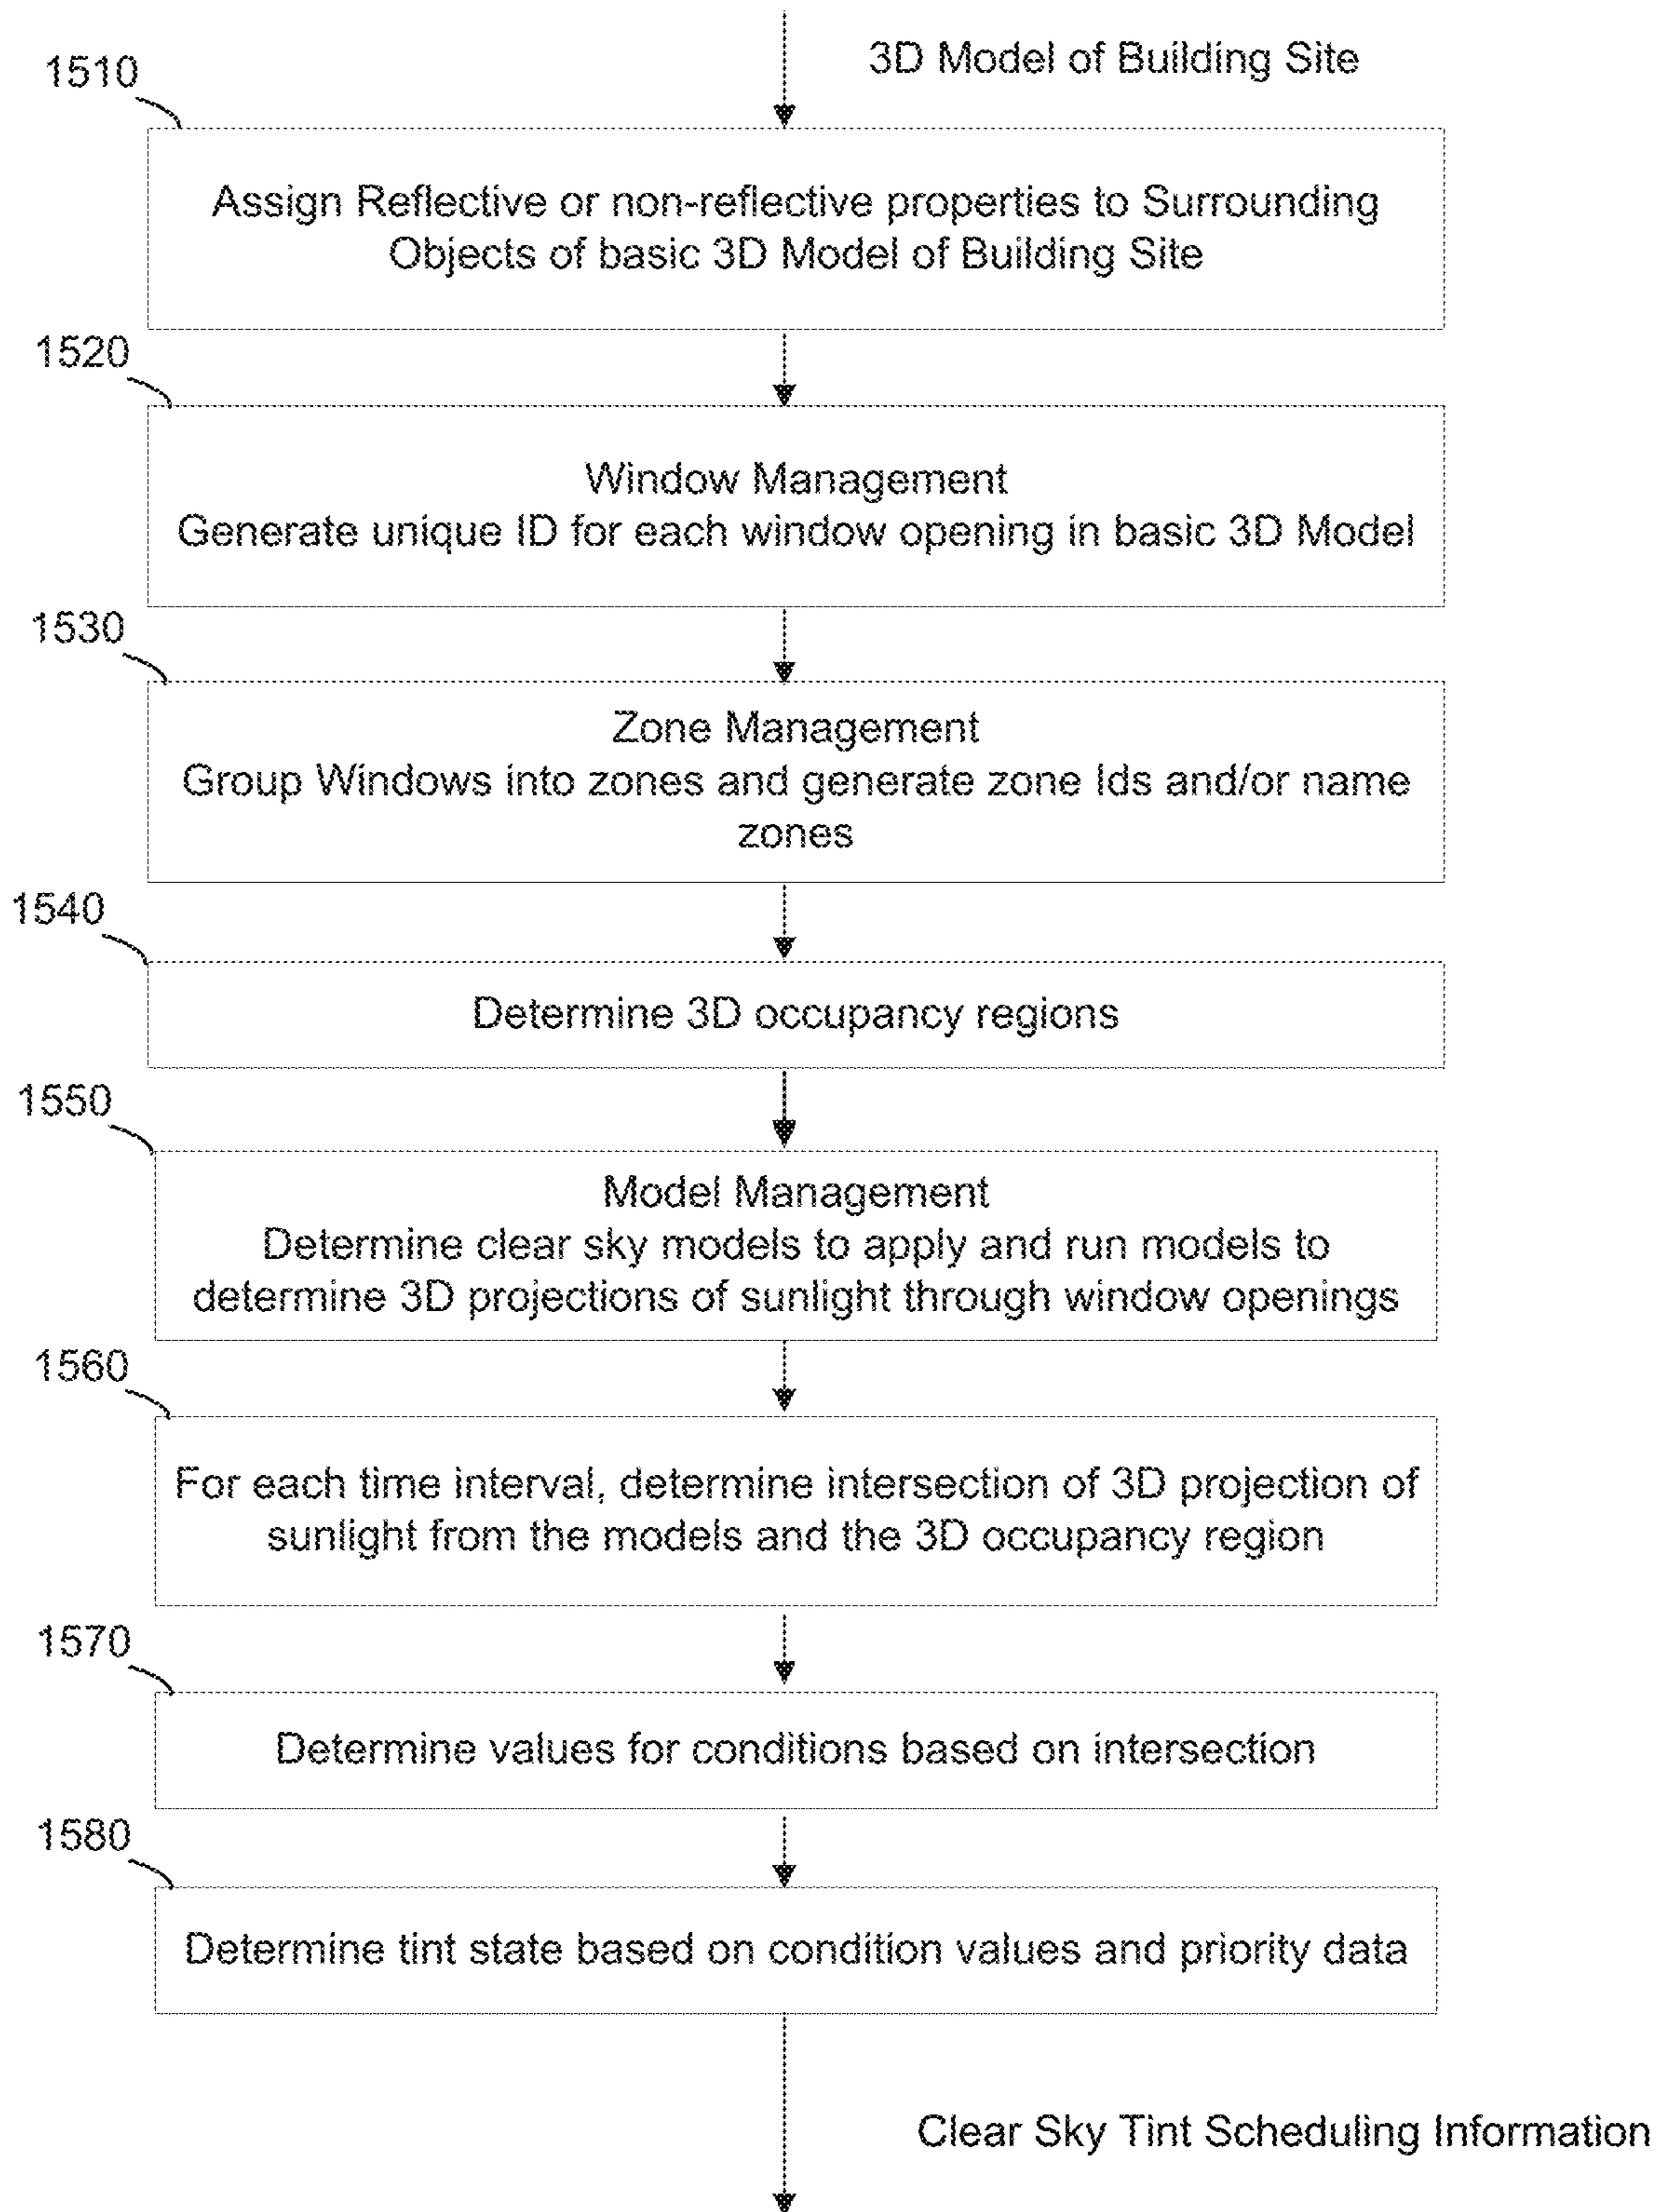 3D Model of Building Site
1510
Assign Reflective or non-reflective properties to Surrounding
Objects of basic 3D Model of Building Site
1520
Window Management
Generate unique ID for each window opening in basic 3D Model
1530
Zone Management
Group Windows into zones and generate zone Ids and/or name
zones
1540
Determine 3D occupancy regions
1550
Model Management
Determine clear sky models to apply and run models to
determine 3D projections of sunlight through window openings
1560
For each time interval, determine intersection of 3D projection of
sunlight from the models and the 3D occupancy region
1570
Determine values for conditions based on intersection
1580
Determine tint state based on condition values and priority data
Clear Sky Tint Scheduling Information